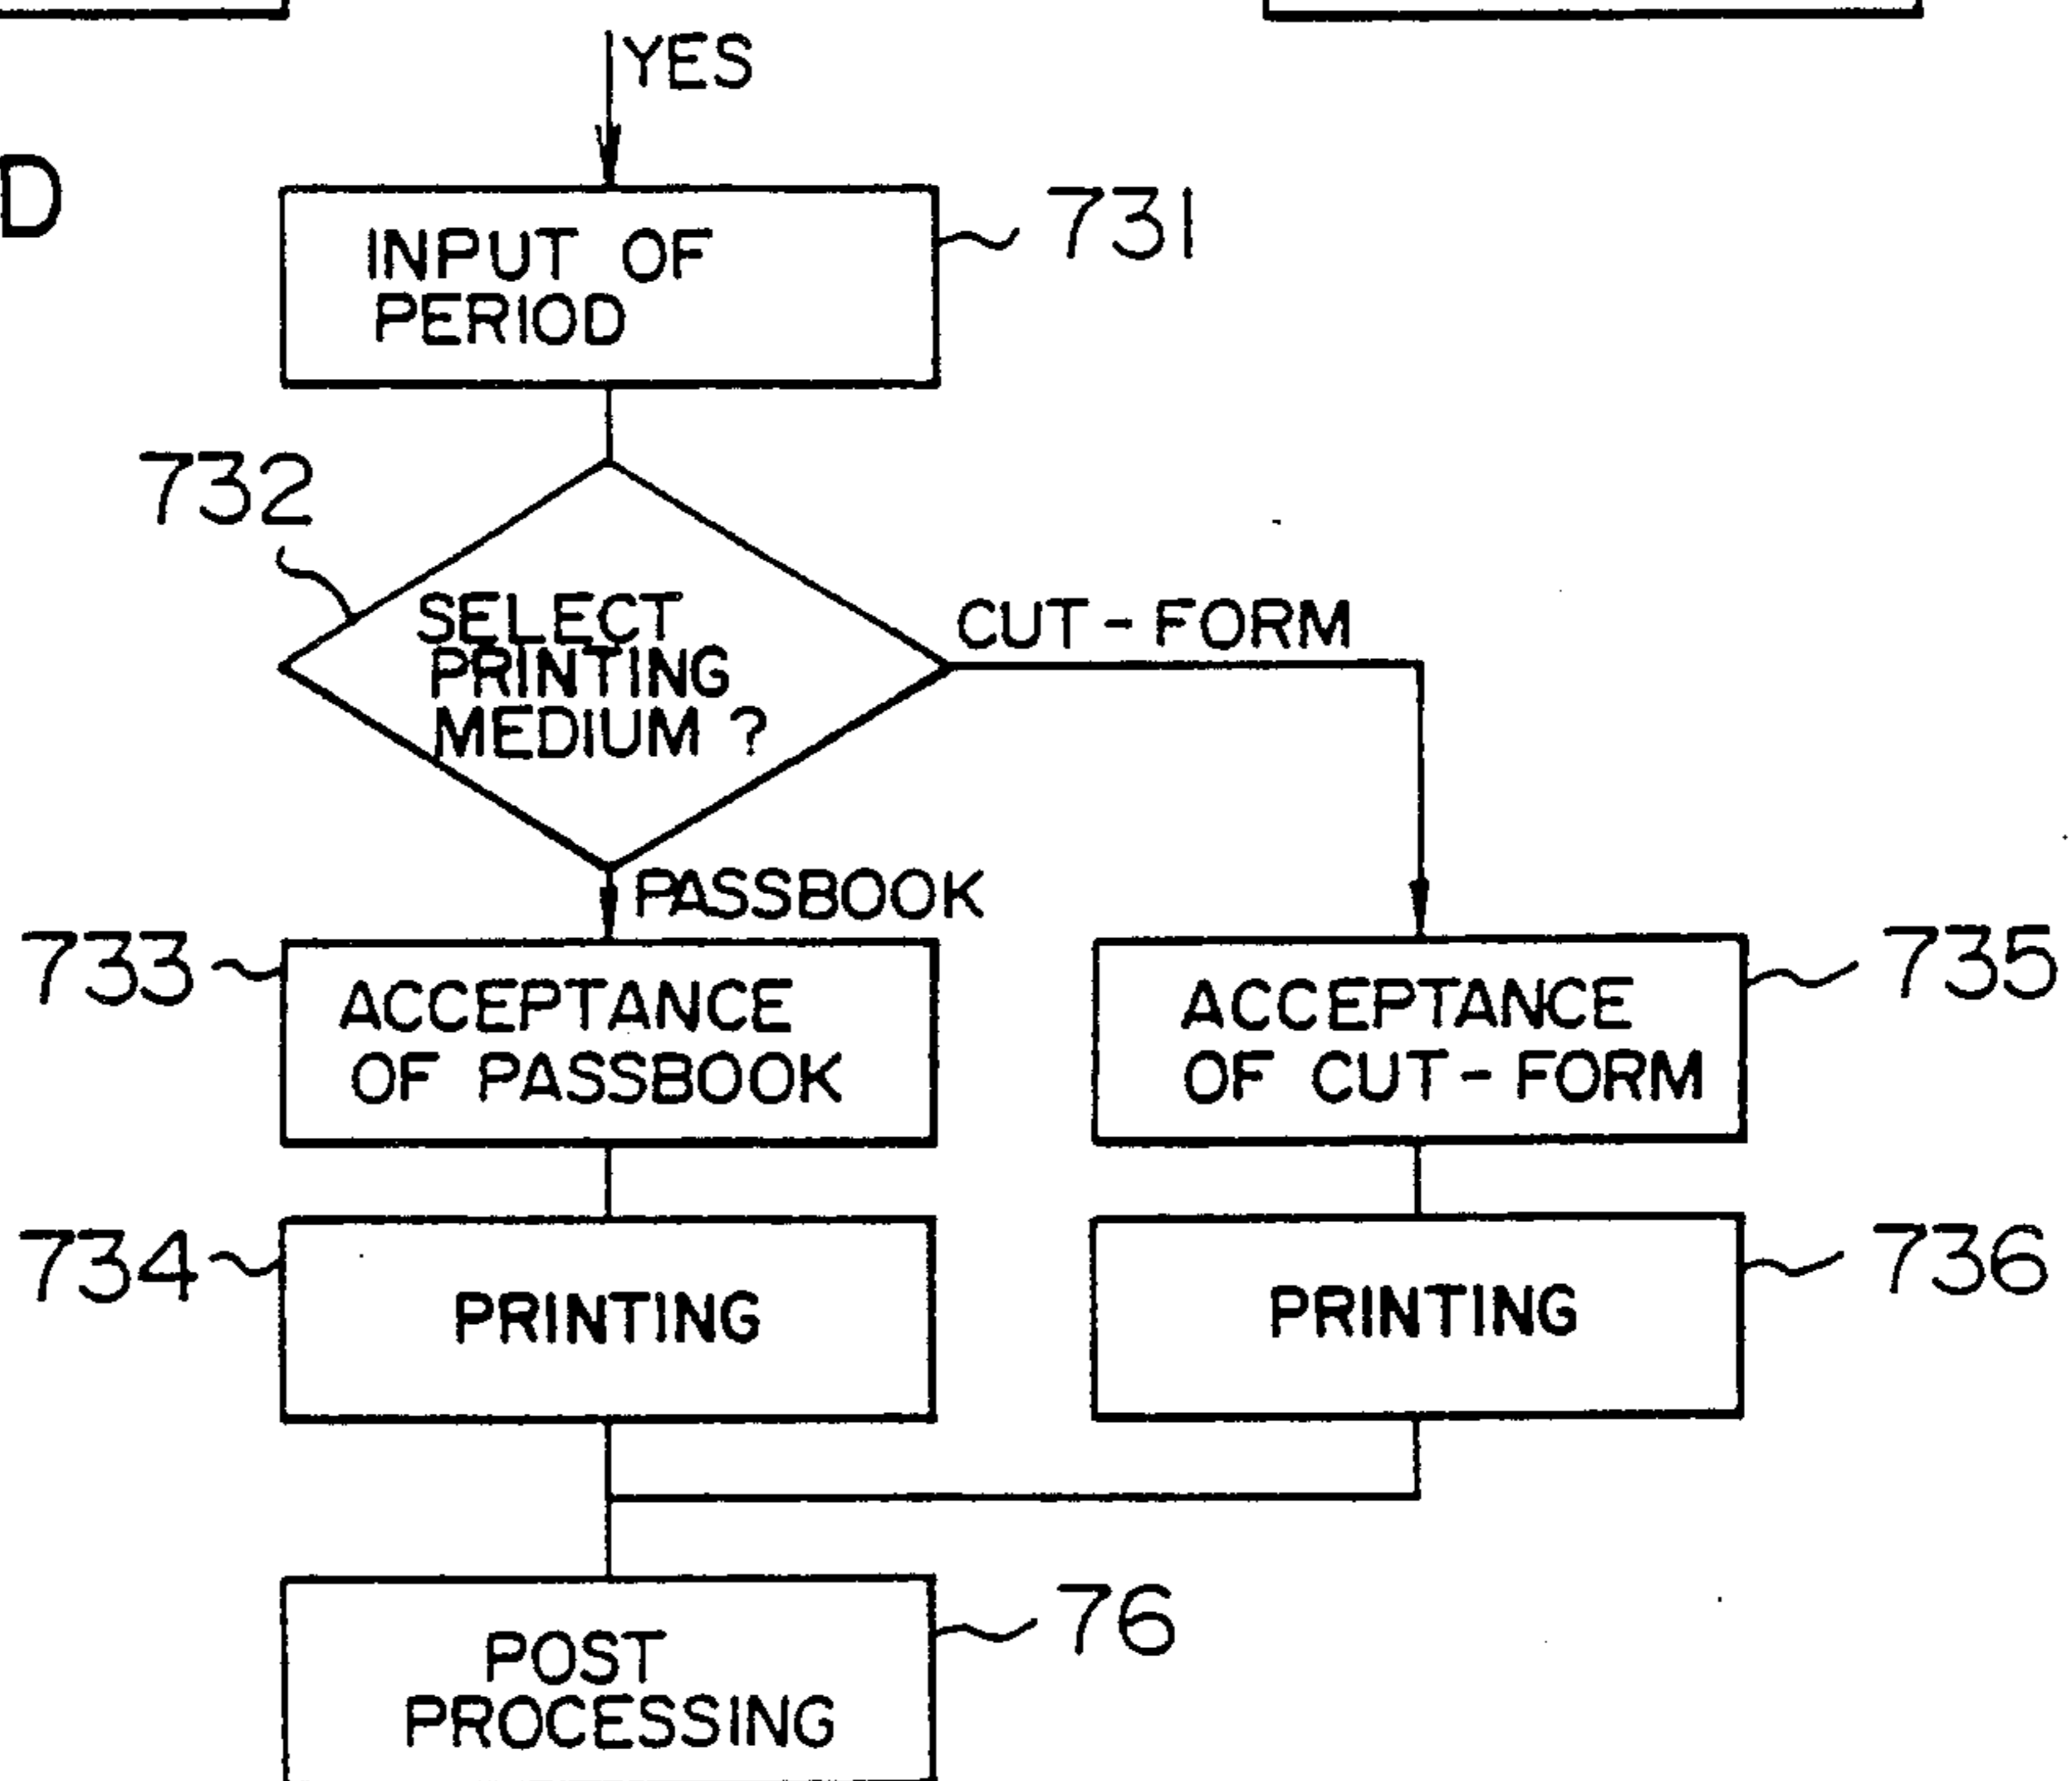 YES
D
INPUT OF
PERIOD
731
732
SELECT
PRINTING
MEDIUM ?
CUT-FORM
PASSBOOK
733
ACCEPTANCE
OF PASSBOOK
ACCEPTANCE
OF CUT-FORM
735
734
PRINTING
PRINTING
736
POST
PROCESSING
76